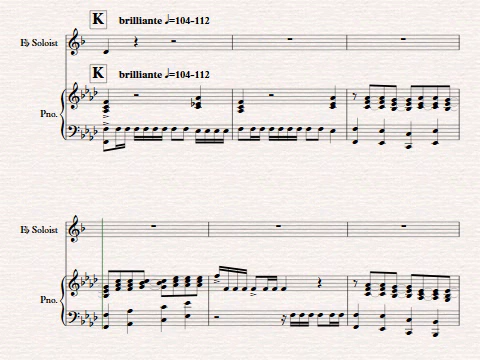 K brilliante ♩=104-112
E♭ Soloist
K brilliante ♩=104-112
Pno.
E♭ Soloist
Pno.